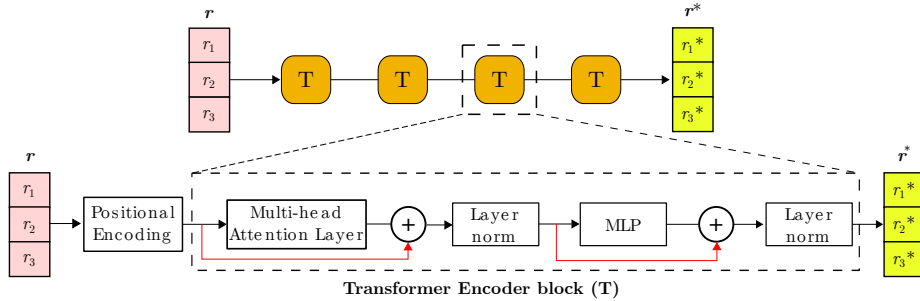 r
r*
r₁
r₂
r₃
T
T
T
T
r₁*
r₂*
r₃*
r
r*
r₁
r₂
r₃
Positional
Encoding
Multi-head
Attention Layer
+
Layer
norm
MLP
+
Layer
norm
r₁*
r₂*
r₃*
Transformer Encoder block (T)